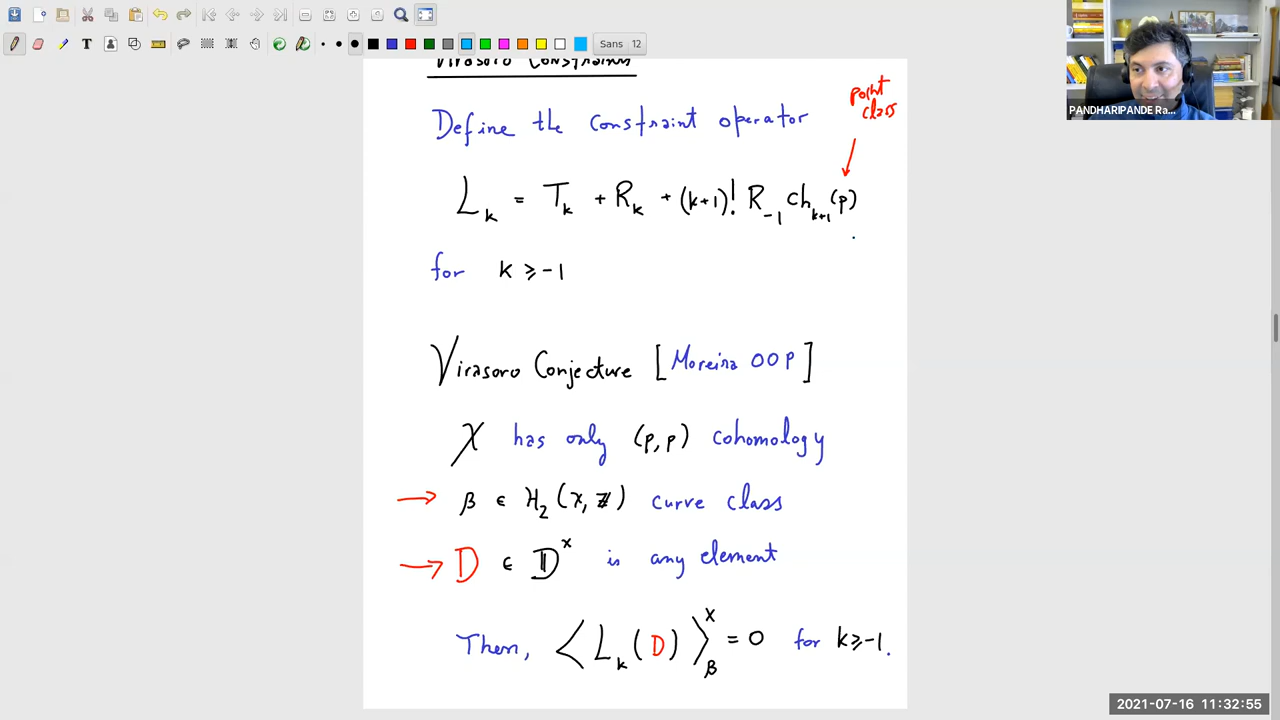 Sans 12
Virasoro Constraints
point
class
Define the constraint operator
L_k = T_k + R_k + (k+1)! R_{-1} ch_{k+1}(p)
for k ≥ -1
Virasoro Conjecture [Moreira OOP]
X has only (p,p) cohomology
→ β ∈ H_2(X,ℤ) curve class
→ D ∈ 𝔻^X is any element
Then, ⟨L_k(D)⟩^X_β = 0 for k ≥ -1.
PANDHARIPANDE Ra...
2021-07-16 11:32:55